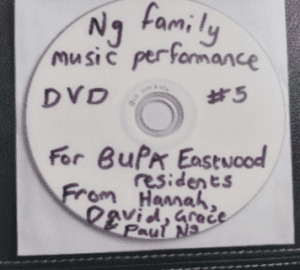 Ng family
music performance
DVD #5
For BUPA Eastwood
residents
From Hannah,
David, Grace
& Paul Ng